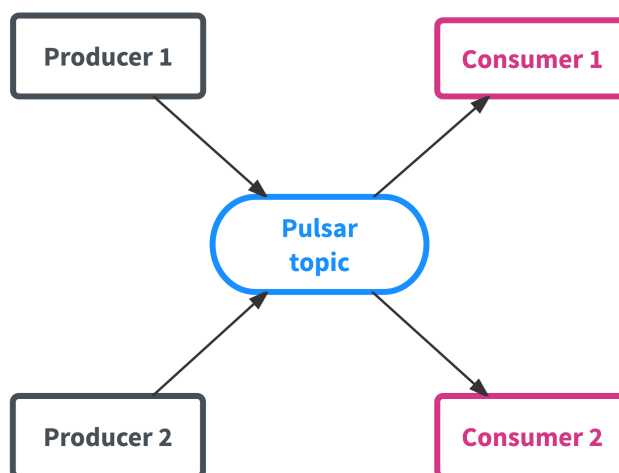 Producer 1
Consumer 1
Pulsar
topic
Producer 2
Consumer 2